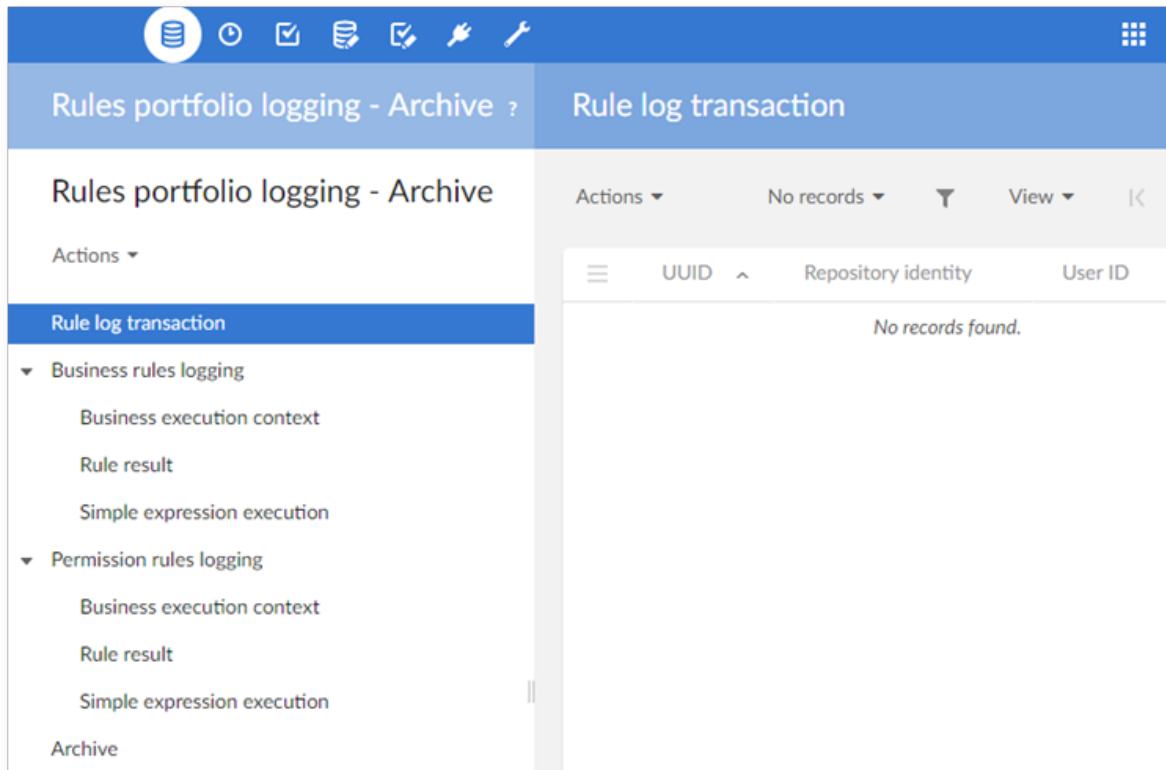 Rules portfolio logging - Archive ?
Rule log transaction
Rules portfolio logging - Archive
Actions
Rule log transaction
Business rules logging
Business execution context
Rule result
Simple expression execution
Permission rules logging
Business execution context
Rule result
Simple expression execution
Archive
Actions No records View
UUID Repository identity User ID
No records found.